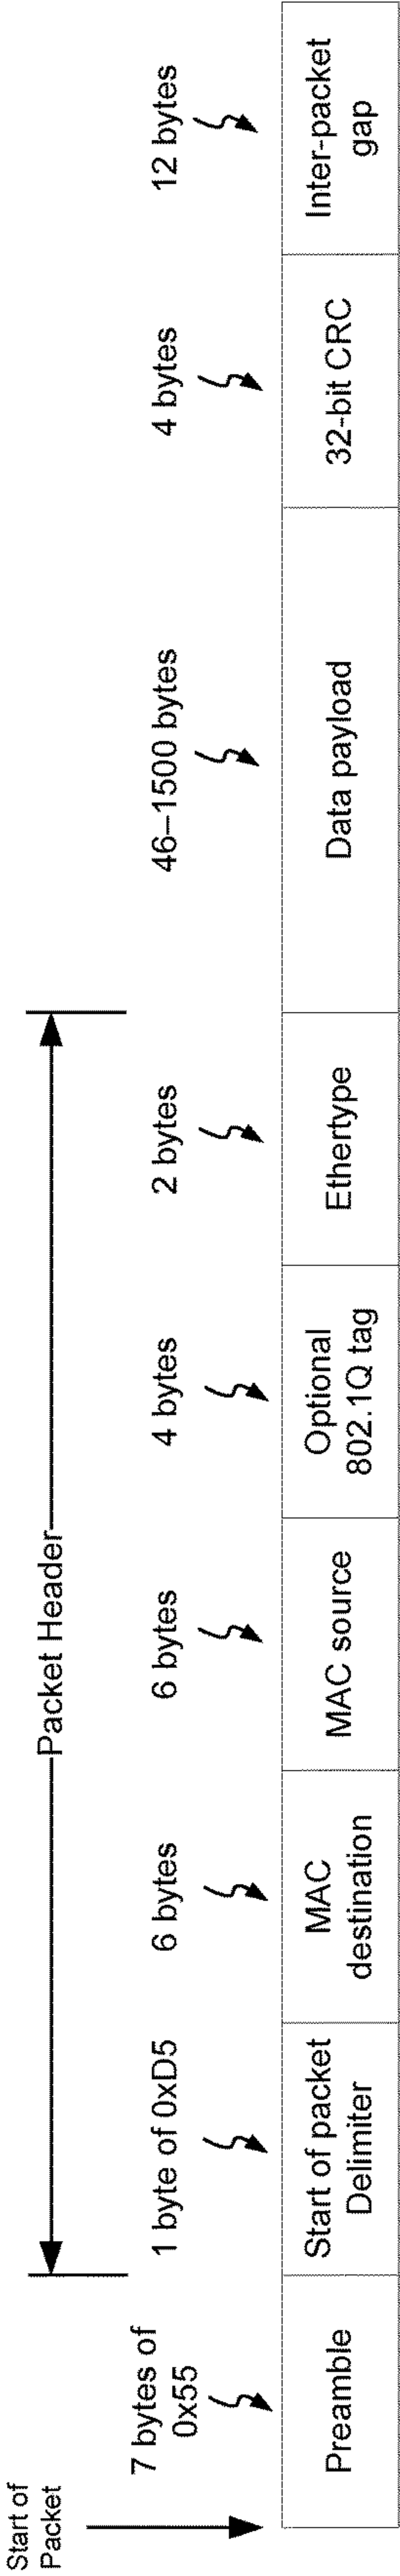 Start of
Packet
Packet Header
7 bytes of
0x55
1 byte of 0xD5
6 bytes
6 bytes
4 bytes
2 bytes
46–1500 bytes
4 bytes
12 bytes
Preamble
Start of packet
Delimiter
MAC
destination
MAC source
Optional
802.1Q tag
Ethertype
Data payload
32-bit CRC
Inter-packet
gap